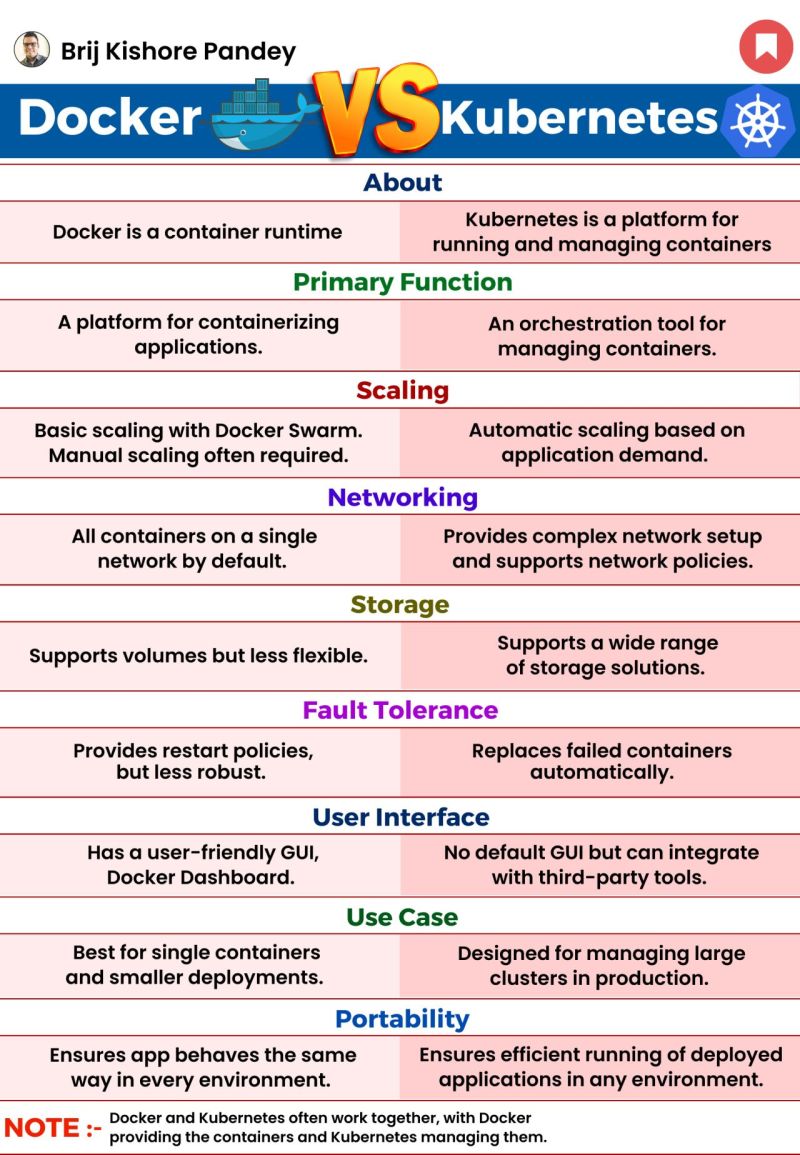 Brij Kishore Pandey
Docker VS Kubernetes
About
Docker is a container runtime
Kubernetes is a platform for
running and managing containers
Primary Function
A platform for containerizing
applications.
An orchestration tool for
managing containers.
Scaling
Basic scaling with Docker Swarm.
Manual scaling often required.
Automatic scaling based on
application demand.
Networking
All containers on a single
network by default.
Provides complex network setup
and supports network policies.
Storage
Supports volumes but less flexible.
Supports a wide range
of storage solutions.
Fault Tolerance
Provides restart policies,
but less robust.
Replaces failed containers
automatically.
User Interface
Has a user-friendly GUI,
Docker Dashboard.
No default GUI but can integrate
with third-party tools.
Use Case
Best for single containers
and smaller deployments.
Designed for managing large
clusters in production.
Portability
Ensures app behaves the same
way in every environment.
Ensures efficient running of deployed
applications in any environment.
NOTE :- Docker and Kubernetes often work together, with Docker
providing the containers and Kubernetes managing them.